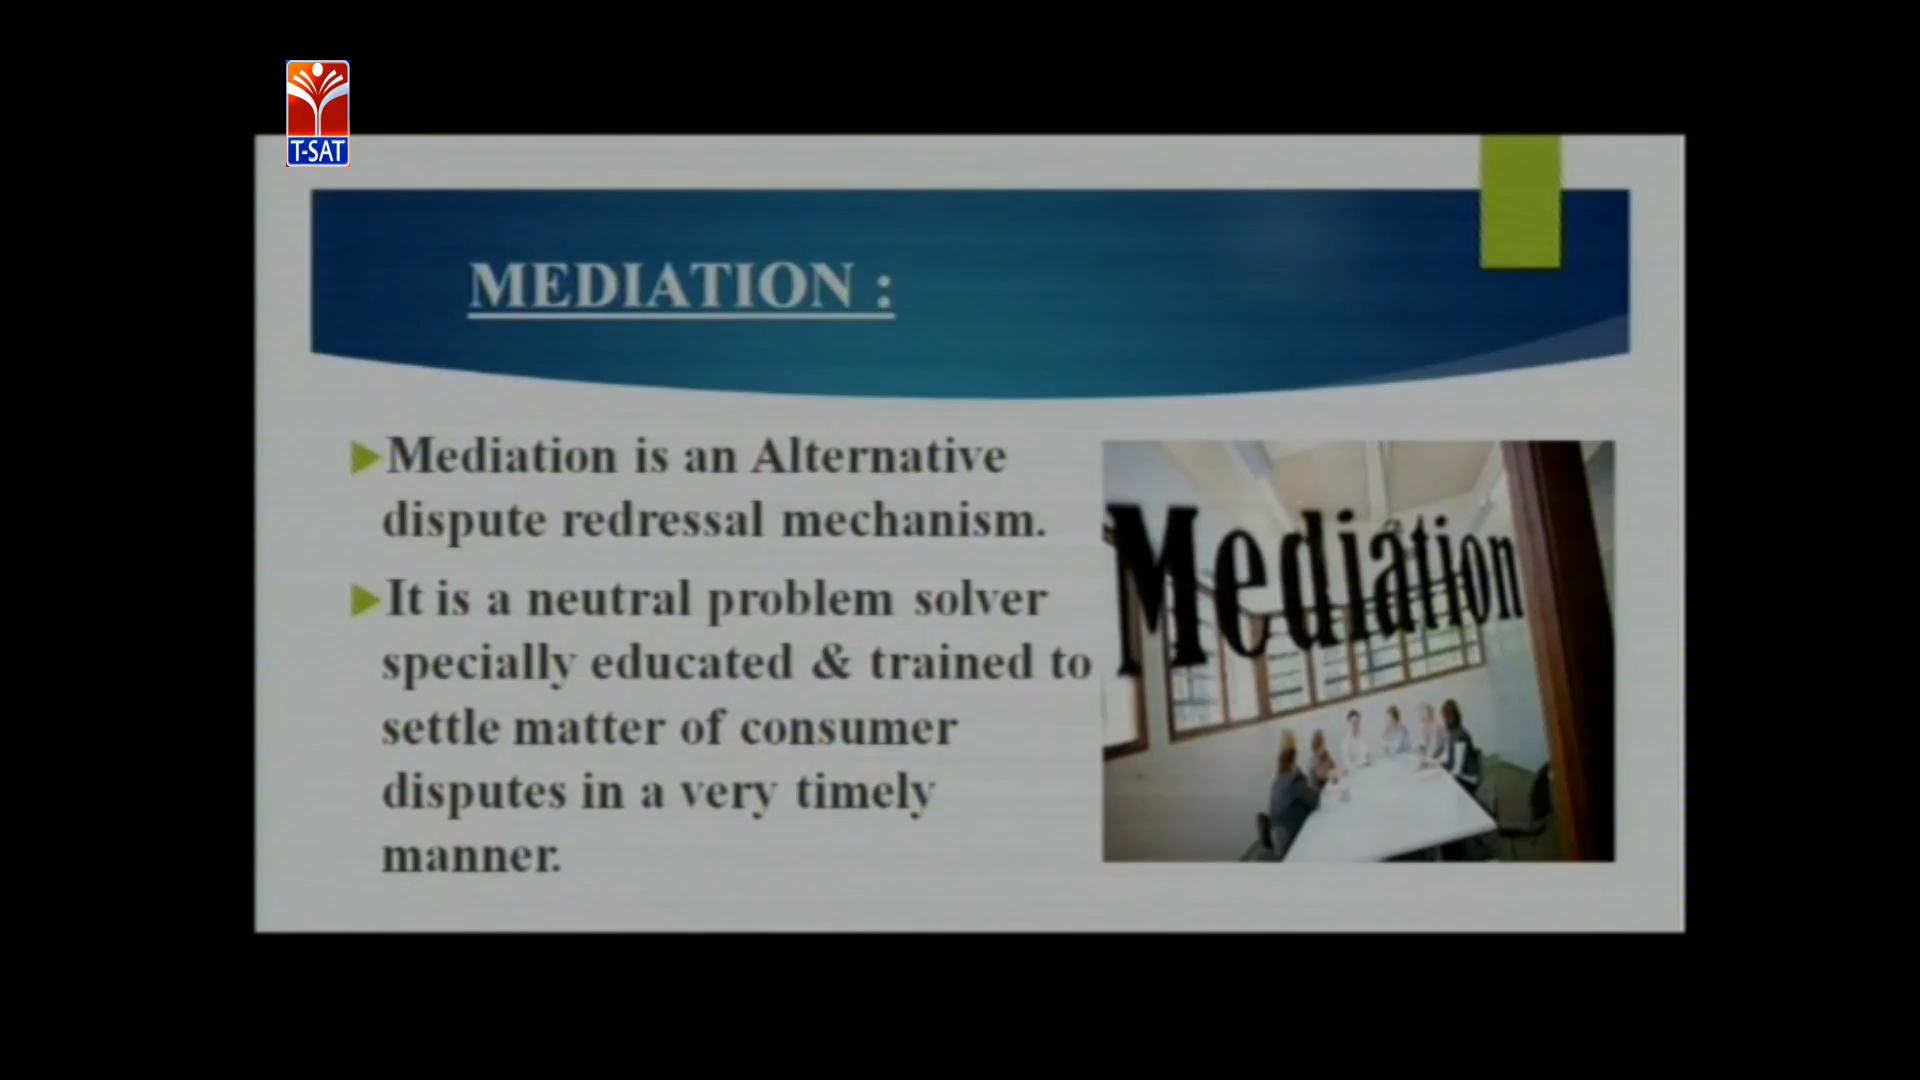 T-SAT
MEDIATION :
Mediation is an Alternative
dispute redressal mechanism.
It is a neutral problem solver
specially educated & trained to
settle matter of consumer
disputes in a very timely
manner.
Mediation